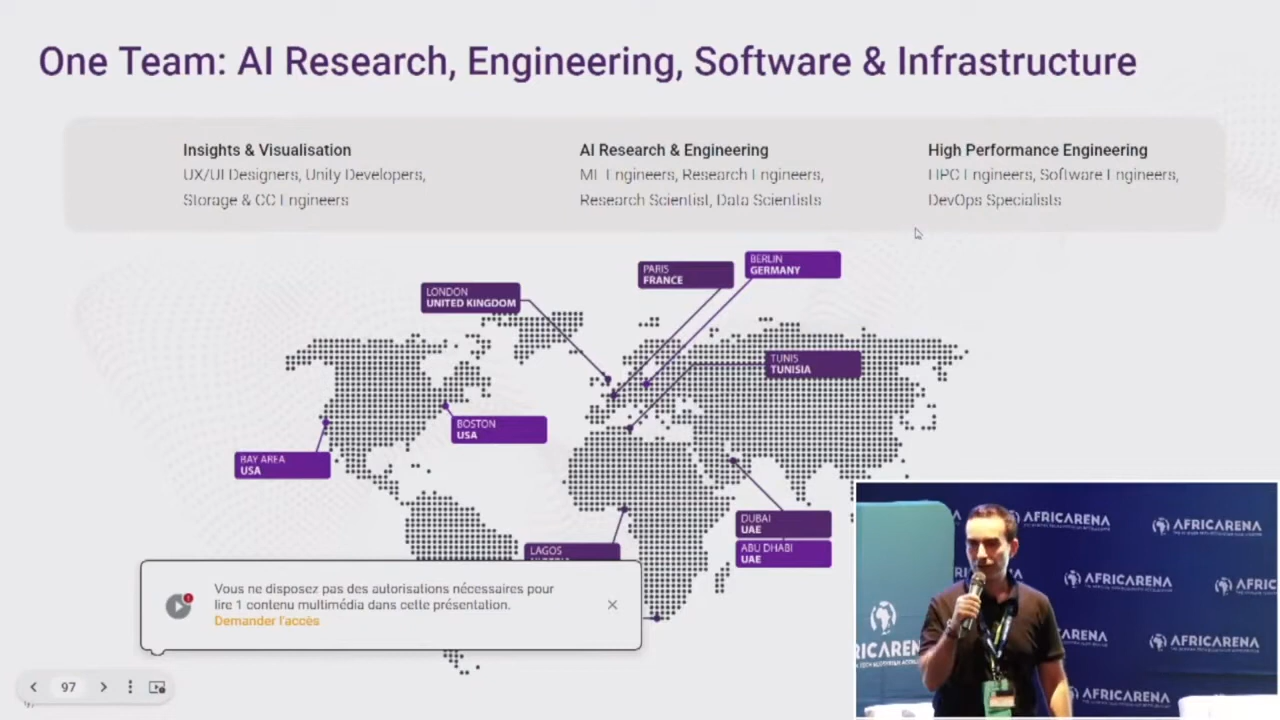 One Team: AI Research, Engineering, Software & Infrastructure
Insights & Visualisation
UX/UI Designers, Unity Developers,
Storage & CC Engineers
AI Research & Engineering
ML Engineers, Research Engineers,
Research Scientist, Data Scientists
High Performance Engineering
HPC Engineers, Software Engineers,
DevOps Specialists
PARIS
FRANCE
BERLIN
GERMANY
LONDON
UNITED KINGDOM
TUNIS
TUNISIA
BOSTON
USA
BAY AREA
USA
DUBAI
UAE
ABU DHABI
UAE
LAGOS
Vous ne disposez pas des autorisations nécessaires pour
lire 1 contenu multimédia dans cette présentation.
Demander l'accès
97
AFRICARENA
AFRICARENA
AFRICARENA
AFRICARENA
AFRICARENA